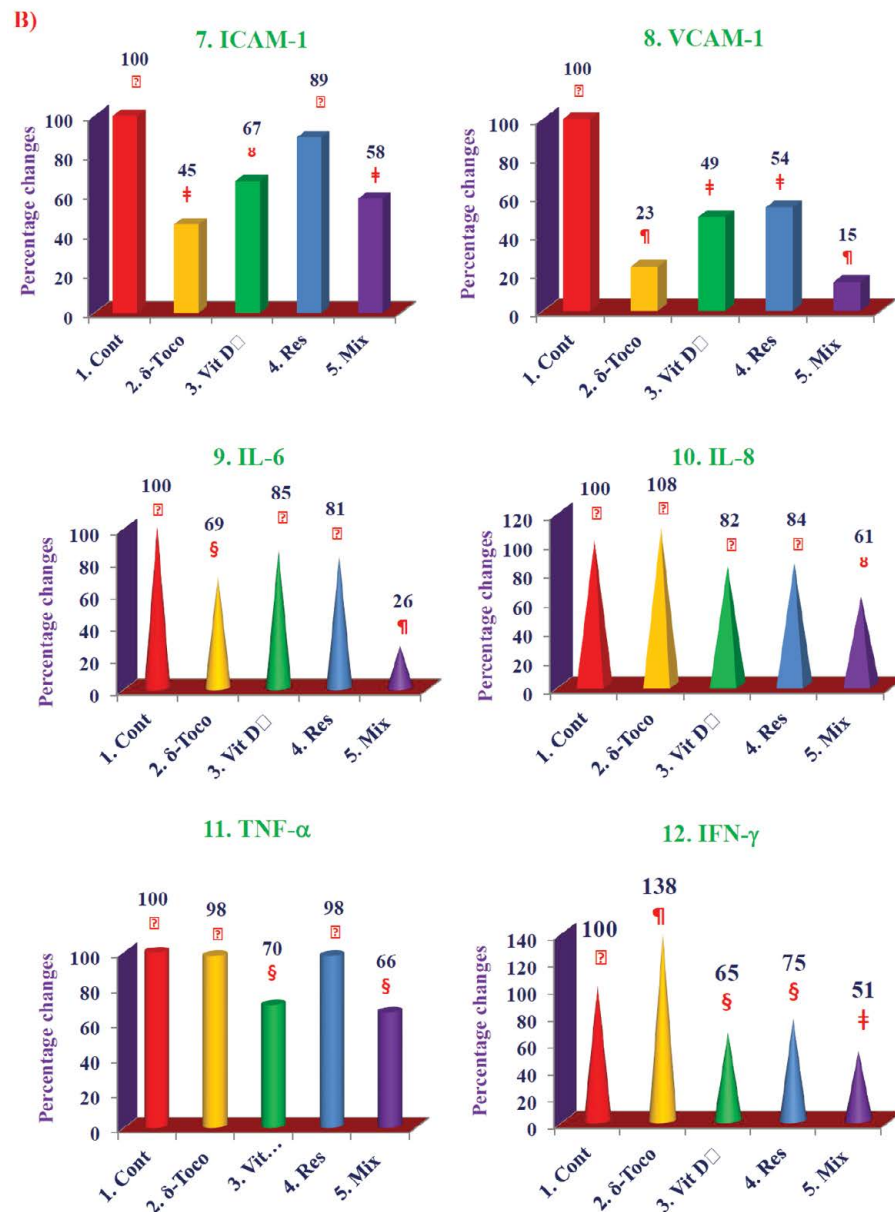 B)
7. ICAM-1
Percentage changes
100
80
60
40
20
0
100
⍰
45
ǂ
67
ȣ
89
⍰
58
ǂ
1. Cont
2. δ-Toco
3. Vit D□
4. Res
5. Mix
8. VCAM-1
Percentage changes
100
80
60
40
20
0
100
⍰
23
¶
49
ǂ
54
ǂ
15
¶
1. Cont
2. δ-Toco
3. Vit D□
4. Res
5. Mix
9. IL-6
Percentage changes
100
80
60
40
20
0
100
⍰
69
§
85
⍰
81
⍰
26
¶
1. Cont
2. δ-Toco
3. Vit D□
4. Res
5. Mix
10. IL-8
Percentage changes
120
100
80
60
40
20
0
100
⍰
108
⍰
82
⍰
84
⍰
61
ȣ
1. Cont
2. δ-Toco
3. Vit D□
4. Res
5. Mix
11. TNF-α
Percentage changes
100
80
60
40
20
0
100
⍰
98
⍰
70
§
98
⍰
66
§
1. Cont
2. δ-Toco
3. Vit...
4. Res
5. Mix
12. IFN-γ
Percentage changes
140
120
100
80
60
40
20
0
100
⍰
138
¶
65
§
75
§
51
ǂ
1. Cont
2. δ-Toco
3. Vit D□
4. Res
5. Mix